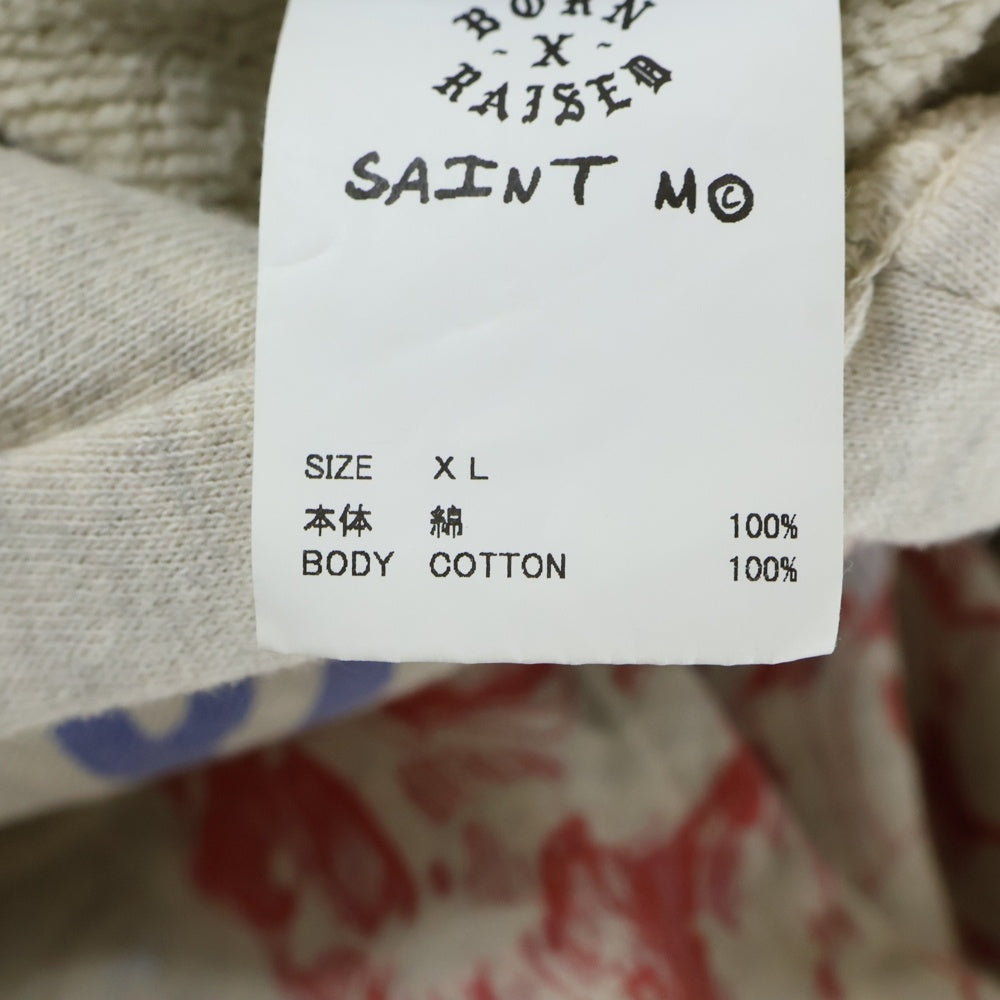 BORN
- X -
RAISED
SAINT M©
SIZE XL
本体 綿 100%
BODY COTTON 100%